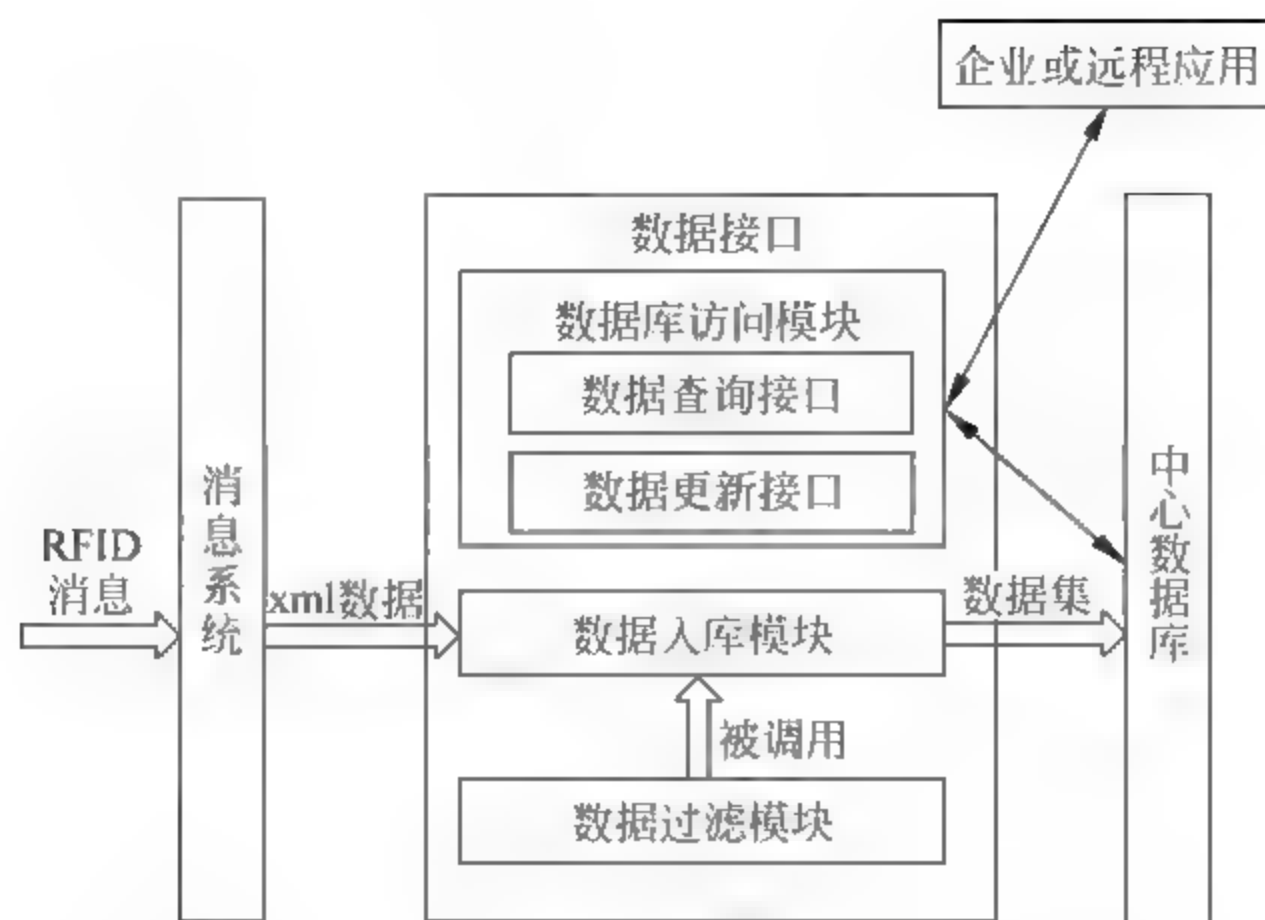 企业或远程应用
数据接口
数据库访问模块
数据查询接口
数据更新接口
消息系统
RFID
消息
xml数据
数据入库模块
数据集
中心数据库
被调用
数据过滤模块